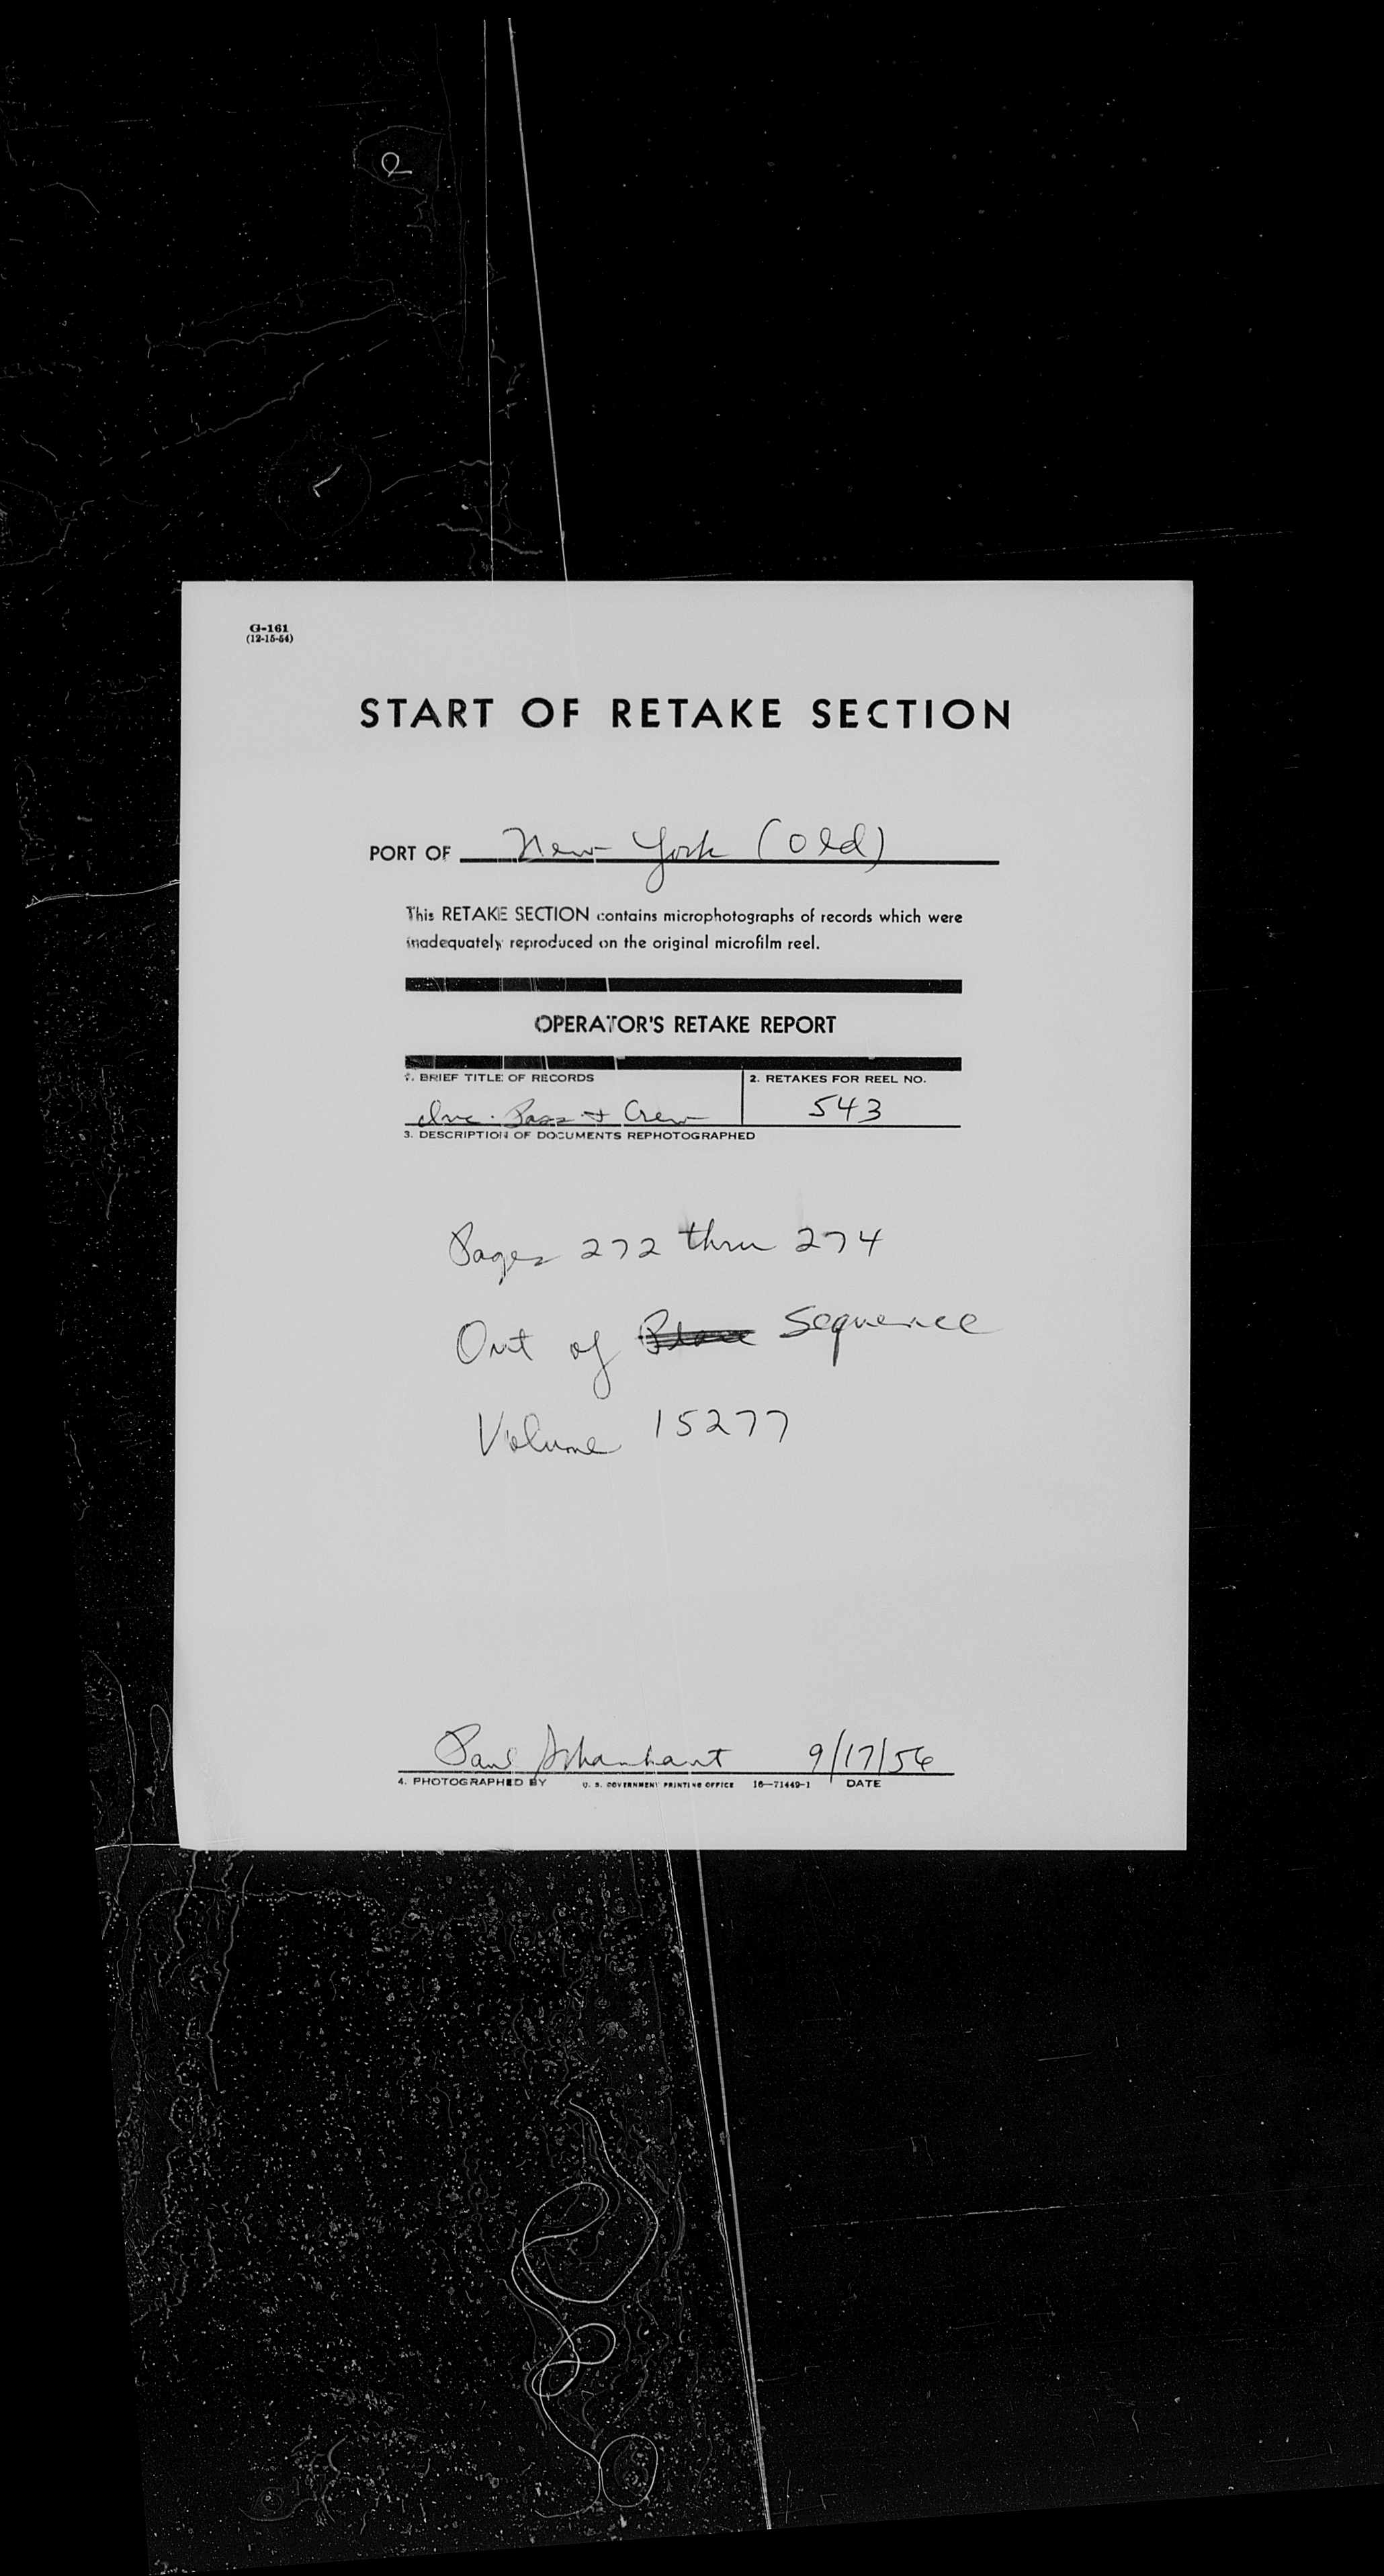 G-161
(12-15-54)
START OF RETAKE SECTION
PORT OF New York (Old)
This RETAKE SECTION contains microphotographs of records which were
inadequately reproduced on the original microfilm reel.
OPERATOR'S RETAKE REPORT
1. BRIEF TITLE OF RECORDS
2. RETAKES FOR REEL NO.
Inc. Pass + Crew
543
3. DESCRIPTION OF DOCUMENTS REPHOTOGRAPHED
Pages 272 thru 274
Out of Sequence
Volume 15277
Paul 9/17/56
4. PHOTOGRAPHED BY U. S. GOVERNMENT PRINTING OFFICE 16—71449-1 DATE